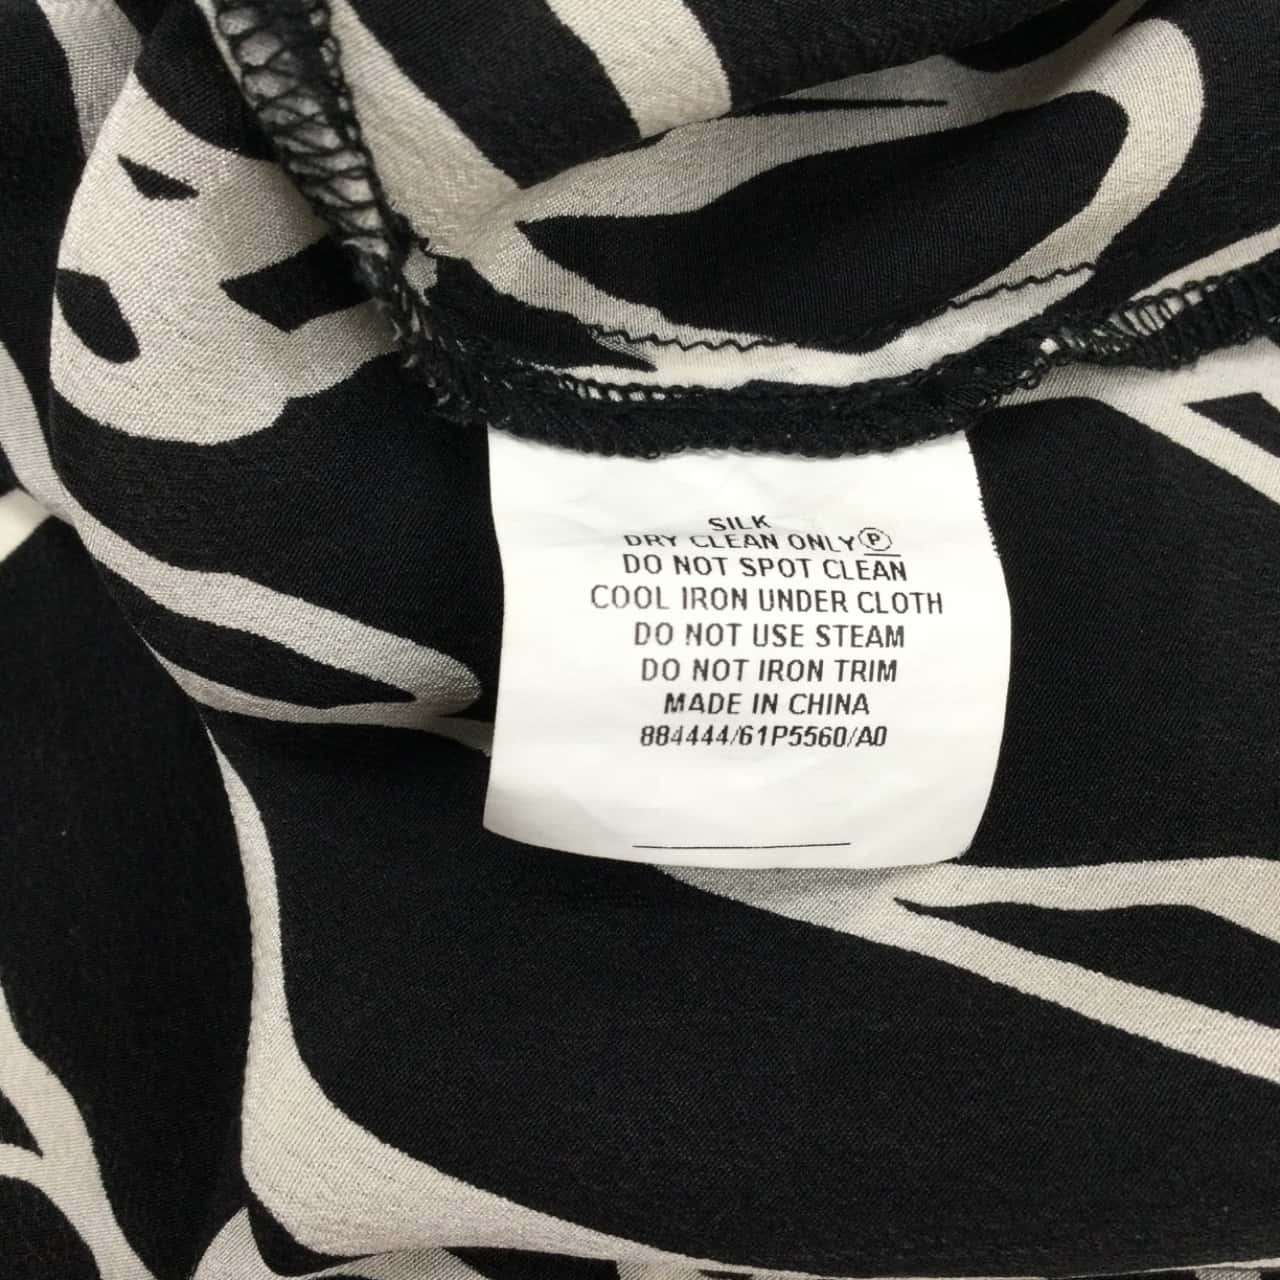 SILK
DRY CLEAN ONLY Ⓟ
DO NOT SPOT CLEAN
COOL IRON UNDER CLOTH
DO NOT USE STEAM
DO NOT IRON TRIM
MADE IN CHINA
884444/61P5560/A0